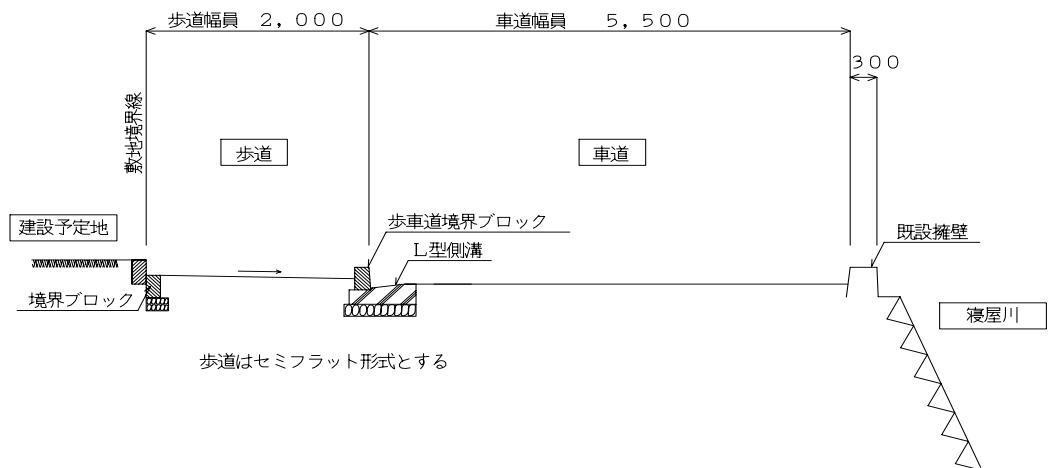 歩道幅員 2,000
車道幅員 5,500
300
敷地境界線
歩道
車道
建設予定地
歩車道境界ブロック
L型側溝
既設擁壁
境界ブロック
寝屋川
歩道はセミフラット形式とする